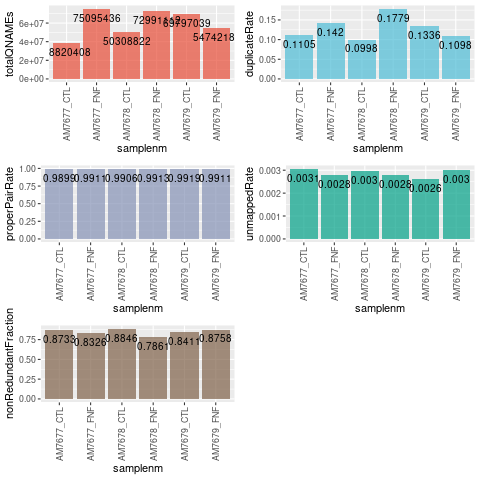 totalQNAMEs
6e+07
4e+07
2e+07
0e+00
75095436
50308822
AM7677_CTL
AM7677_FNF
AM7678_CTL
AM7678_FNF
AM7679_CTL
AM7679_FNF
samplenm
duplicateRate
0.15
0.10
0.05
0.00
0.1105
0.142
0.0998
0.1779
0.1336
0.1098
AM7677_CTL
AM7677_FNF
AM7678_CTL
AM7678_FNF
AM7679_CTL
AM7679_FNF
samplenm
properPairRate
1.00
0.75
0.50
0.25
0.00
0.9899
0.9911
0.9906
0.9913
0.9919
0.9911
AM7677_CTL
AM7677_FNF
AM7678_CTL
AM7678_FNF
AM7679_CTL
AM7679_FNF
samplenm
unmappedRate
0.003
0.002
0.001
0.000
0.0031
0.0028
0.003
0.0028
0.0026
0.003
AM7677_CTL
AM7677_FNF
AM7678_CTL
AM7678_FNF
AM7679_CTL
AM7679_FNF
samplenm
nonRedundantFraction
0.75
0.50
0.25
0.00
0.8733
0.8326
0.8846
0.7861
0.8411
0.8758
AM7677_CTL
AM7677_FNF
AM7678_CTL
AM7678_FNF
AM7679_CTL
AM7679_FNF
samplenm